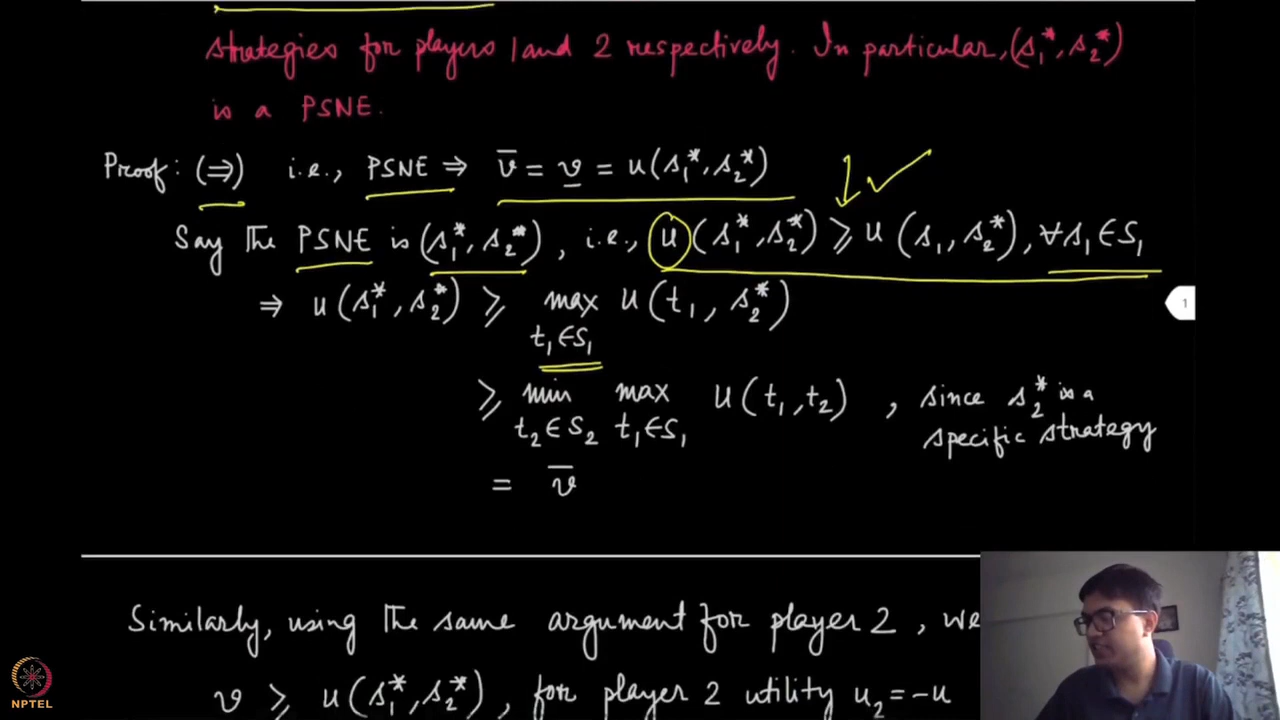 strategies for players 1 and 2 respectively. In particular, (s₁*, s₂*)
is a PSNE.
Proof: (⇒) i.e., PSNE ⇒ v̅ = v̲ = u(s₁*, s₂*)
Say the PSNE is (s₁*, s₂*), i.e., u(s₁*, s₂*) ≥ u(s₁, s₂*), ∀s₁∈S₁
⇒ u(s₁*, s₂*) ≥ max u(t₁, s₂*)
t₁∈S₁
≥ min max u(t₁, t₂), since s₂* is a
t₂∈S₂ t₁∈S₁ specific strategy
= v̅
1
Similarly, using the same argument for player 2, we
v ≥ u(s₁*, s₂*), for player 2 utility u₂ = -u
NPTEL